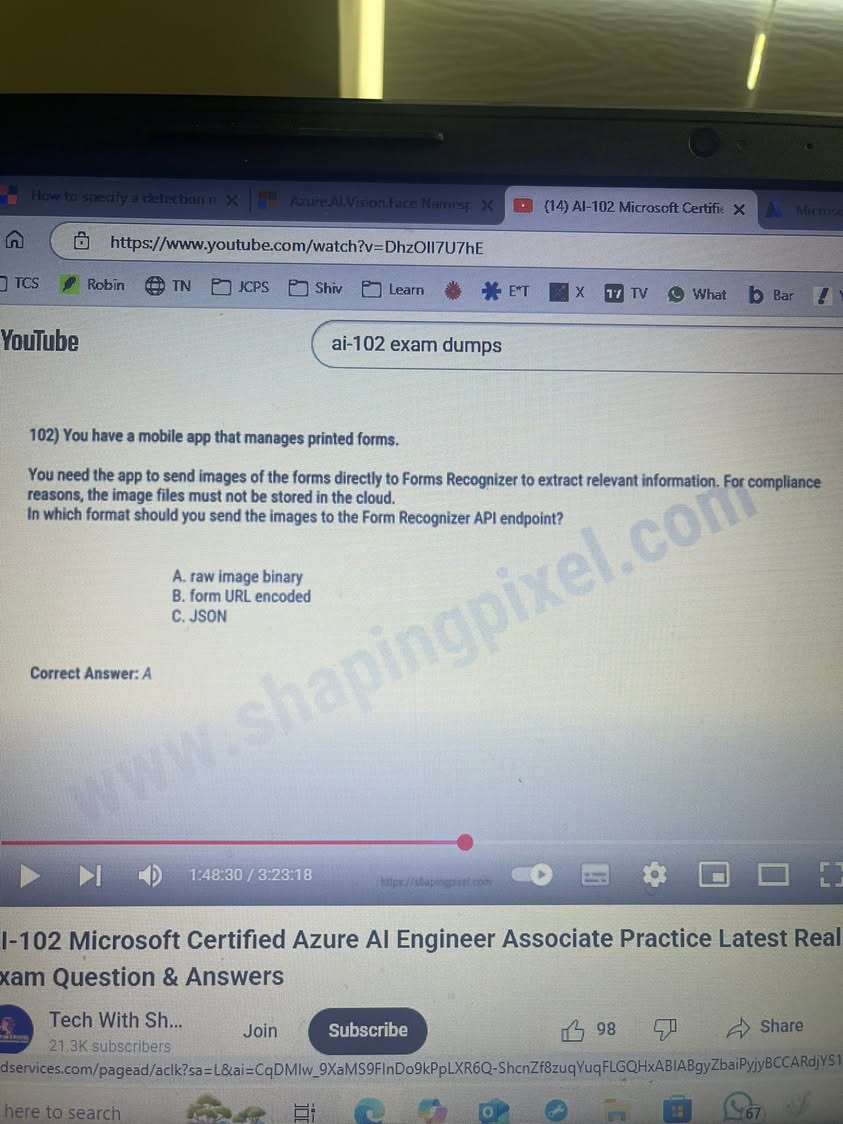 How to specify a detection m
Azure.AI.Vision.Face Namesp
(14) AI-102 Microsoft Certifie
Microso
https://www.youtube.com/watch?v=DhzOII7U7hE
TCS Robin TN JCPS Shiv Learn E*T X 17 TV What b Bar
YouTube
ai-102 exam dumps
102) You have a mobile app that manages printed forms.
You need the app to send images of the forms directly to Forms Recognizer to extract relevant information. For compliance
reasons, the image files must not be stored in the cloud.
In which format should you send the images to the Form Recognizer API endpoint?
A. raw image binary
B. form URL encoded
C. JSON
Correct Answer: A
www.shapingpixel.com
1:48:30 / 3:23:18
https://shapingpixel.com
I-102 Microsoft Certified Azure AI Engineer Associate Practice Latest Real
xam Question & Answers
Tech With Sh...
21.3K subscribers
Join
Subscribe
98
Share
dservices.com/pagead/aclk?sa=L&ai=CqDMIw_9XaMS9FInDo9kPpLXR6Q-ShcnZf8zuqYuqFLGQHxABIABgyZbaiPyjyBCCARdjYS1
here to search
67